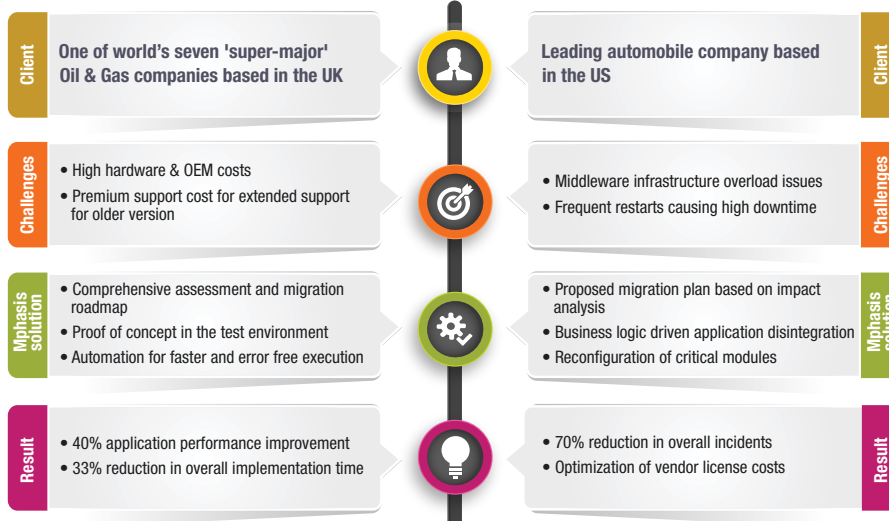 Client
One of world's seven 'super-major'
Oil & Gas companies based in the UK
Leading automobile company based
in the US
Client
Challenges
• High hardware & OEM costs
• Premium support cost for extended support
for older version
• Middleware infrastructure overload issues
• Frequent restarts causing high downtime
Challenges
Mphasis
solution
• Comprehensive assessment and migration
roadmap
• Proof of concept in the test environment
• Automation for faster and error free execution
• Proposed migration plan based on impact
analysis
• Business logic driven application disintegration
• Reconfiguration of critical modules
Mphasis
solution
Result
• 40% application performance improvement
• 33% reduction in overall implementation time
• 70% reduction in overall incidents
• Optimization of vendor license costs
Result